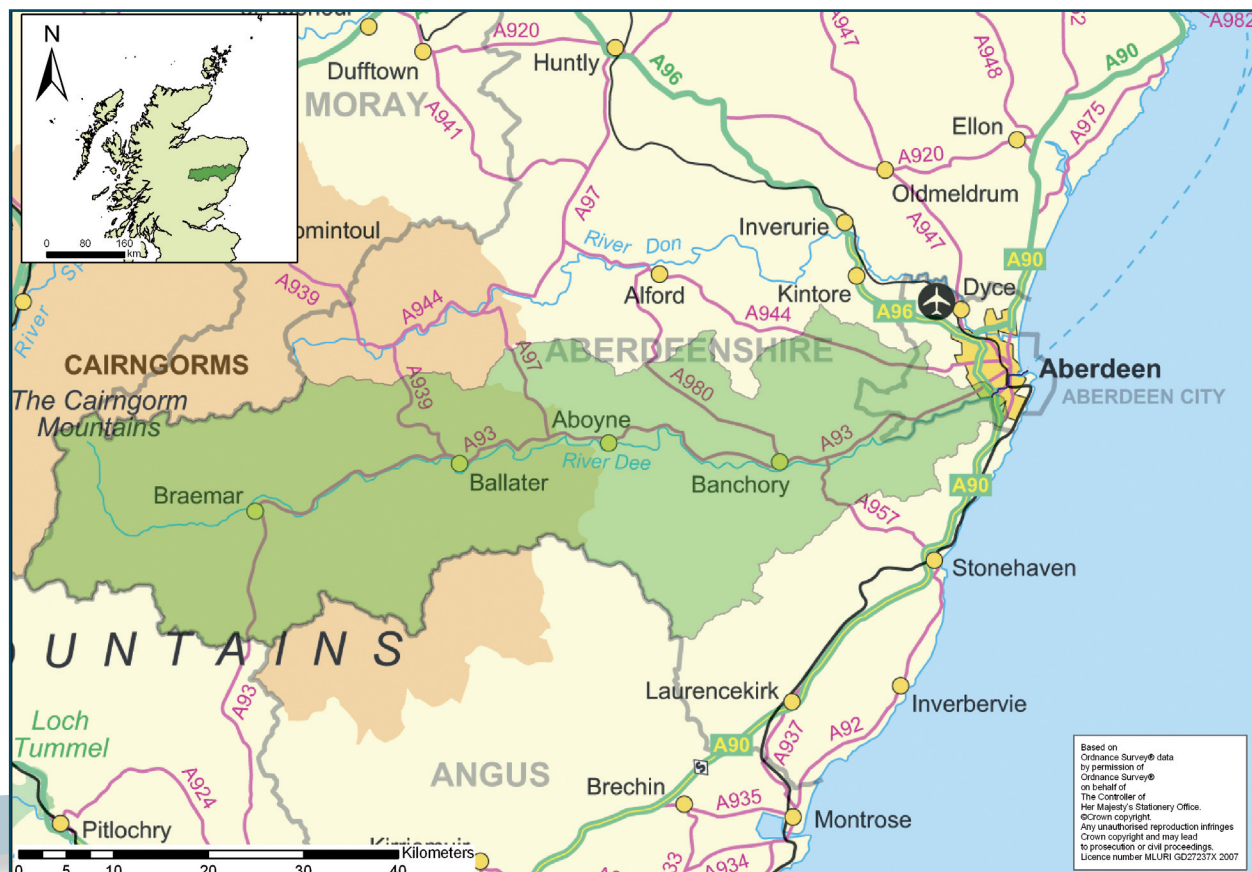 N
0 80 160
km
Dufftown
MORAY
A920
Huntly
A96
A941
A947
A948
A90
A982
A975
Ellon
A920
Oldmeldrum
A97
Inverurie
A947
River Don
A90
A939
A944
Alford
Kintore
Dyce
A944
A96
CAIRNGORMS
The Cairngorm
Mountains
A939
A97
ABERDEENSHIRE
A980
Aberdeen
ABERDEEN CITY
Aboyne
A93
A93
River Dee
Braemar
Ballater
Banchory
A90
A957
Stonehaven
UNTAINS
A93
Laurencekirk
Inverbervie
Loch
Tummel
A90
A937
A92
ANGUS
S
Brechin
A935
A924
Pitlochry
Montrose
A934
Kilometers
0 5 10 20 30 40
Based on
Ordnance Survey® data
by permission of
Ordnance Survey®
on behalf of
The Controller of
Her Majesty's Stationery Office.
©Crown copyright.
Any unauthorised reproduction infringes
Crown copyright and may lead
to prosecution or civil proceedings.
Licence number MLURI GD27237X 2007